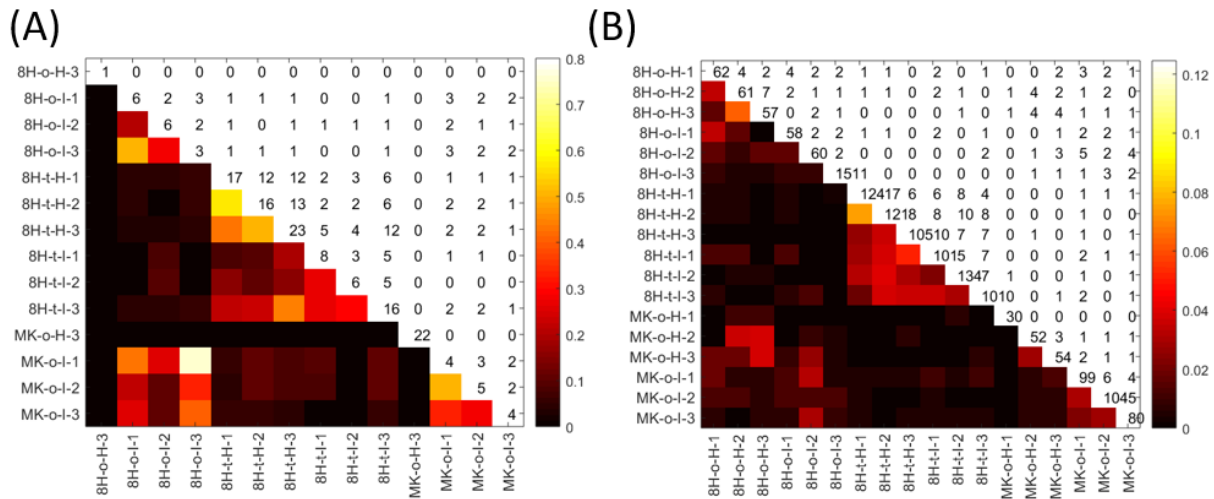 (A)
8H-o-H-3 1 0 0 0 0 0 0 0 0 0 0 0 0 0
8H-o-I-1 6 2 3 1 1 1 0 1 0 0 3 2 2
8H-o-I-2 6 2 1 0 1 1 1 1 0 2 1 1
8H-o-I-3 3 1 1 1 0 0 1 0 3 2 2
8H-t-H-1 17 12 12 2 3 6 0 1 1 1
8H-t-H-2 16 13 2 2 6 0 2 2 1
8H-t-H-3 23 5 4 12 0 2 2 1
8H-t-I-1 8 3 5 0 1 1 0
8H-t-I-2 6 5 0 0 0 0
8H-t-I-3 16 0 2 2 1
MK-o-H-3 22 0 0 0
MK-o-I-1 4 3 2
MK-o-I-2 5 2
MK-o-I-3 4
8H-o-H-3 8H-o-I-1 8H-o-I-2 8H-o-I-3 8H-t-H-1 8H-t-H-2 8H-t-H-3 8H-t-I-1 8H-t-I-2 8H-t-I-3 MK-o-H-3 MK-o-I-1 MK-o-I-2 MK-o-I-3
0.8
0.7
0.6
0.5
0.4
0.3
0.2
0.1
0
(B)
8H-o-H-1 62 4 2 4 2 2 1 1 0 2 0 1 0 0 2 3 2 1
8H-o-H-2 61 7 2 1 1 1 1 0 2 1 2 1 4 2 1 2 0
8H-o-H-3 57 0 2 1 0 0 0 0 0 1 1 4 4 1 1 1
8H-o-I-1 58 2 0 1 1 0 2 0 1 0 0 1 2 2 1
8H-o-I-2 60 2 0 1 0 0 0 2 0 1 3 5 2 4
8H-o-I-3 1511 1 0 1 1 1 0 0 1 1 3 2
8H-t-H-1 12417 6 6 8 4 0 0 0 1 1 1
8H-t-H-2 1218 8 10 8 0 1 0 1 0 0
8H-t-H-3 10510 7 7 0 0 0 1 0 1
8H-t-I-1 1015 7 0 0 0 2 1 1
8H-t-I-2 1347 1 0 0 1 0 1
8H-t-I-3 1010 0 1 2 0 1
MK-o-H-1 30 0 0 0 0 0
MK-o-H-2 52 3 1 1 1
MK-o-H-3 54 2 1 1
MK-o-I-1 99 6 4
MK-o-I-2 1045
MK-o-I-3 80
8H-o-H-1 8H-o-H-2 8H-o-H-3 8H-o-I-1 8H-o-I-2 8H-o-I-3 8H-t-H-1 8H-t-H-2 8H-t-H-3 8H-t-I-1 8H-t-I-2 8H-t-I-3 MK-o-H-1 MK-o-H-2 MK-o-H-3 MK-o-I-1 MK-o-I-2 MK-o-I-3
0.12
0.1
0.08
0.06
0.04
0.02
0